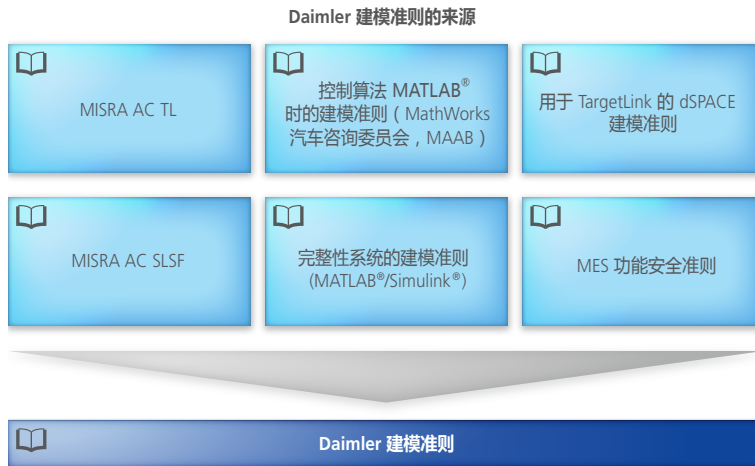 Daimler 建模准则的来源
MISRA AC TL
控制算法 MATLAB®
时的建模准则（MathWorks
汽车咨询委员会，MAAB）
用于 TargetLink 的 dSPACE
建模准则
MISRA AC SLSF
完整性系统的建模准则
(MATLAB®/Simulink®)
MES 功能安全准则
Daimler 建模准则